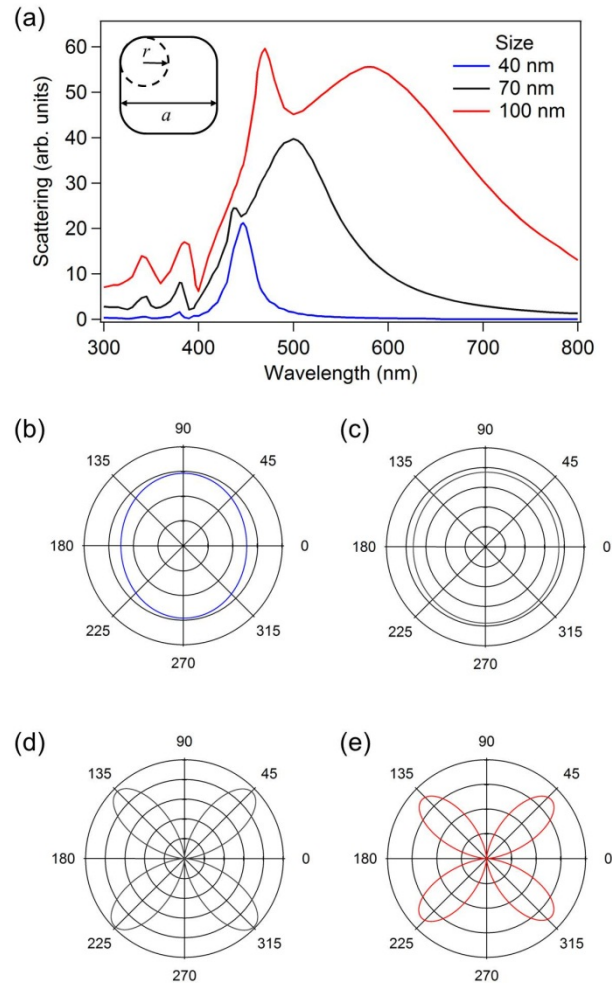 (a)
60
50
40
30
20
10
0
Scattering (arb. units)
r
a
Size
40 nm
70 nm
100 nm
300 400 500 600 700 800
Wavelength (nm)
(b) (c)
90 90
135 45 135 45
180 0 180 0
225 315 225 315
270 270
(d) (e)
90 90
135 45 135 45
180 0 180 0
225 315 225 315
270 270